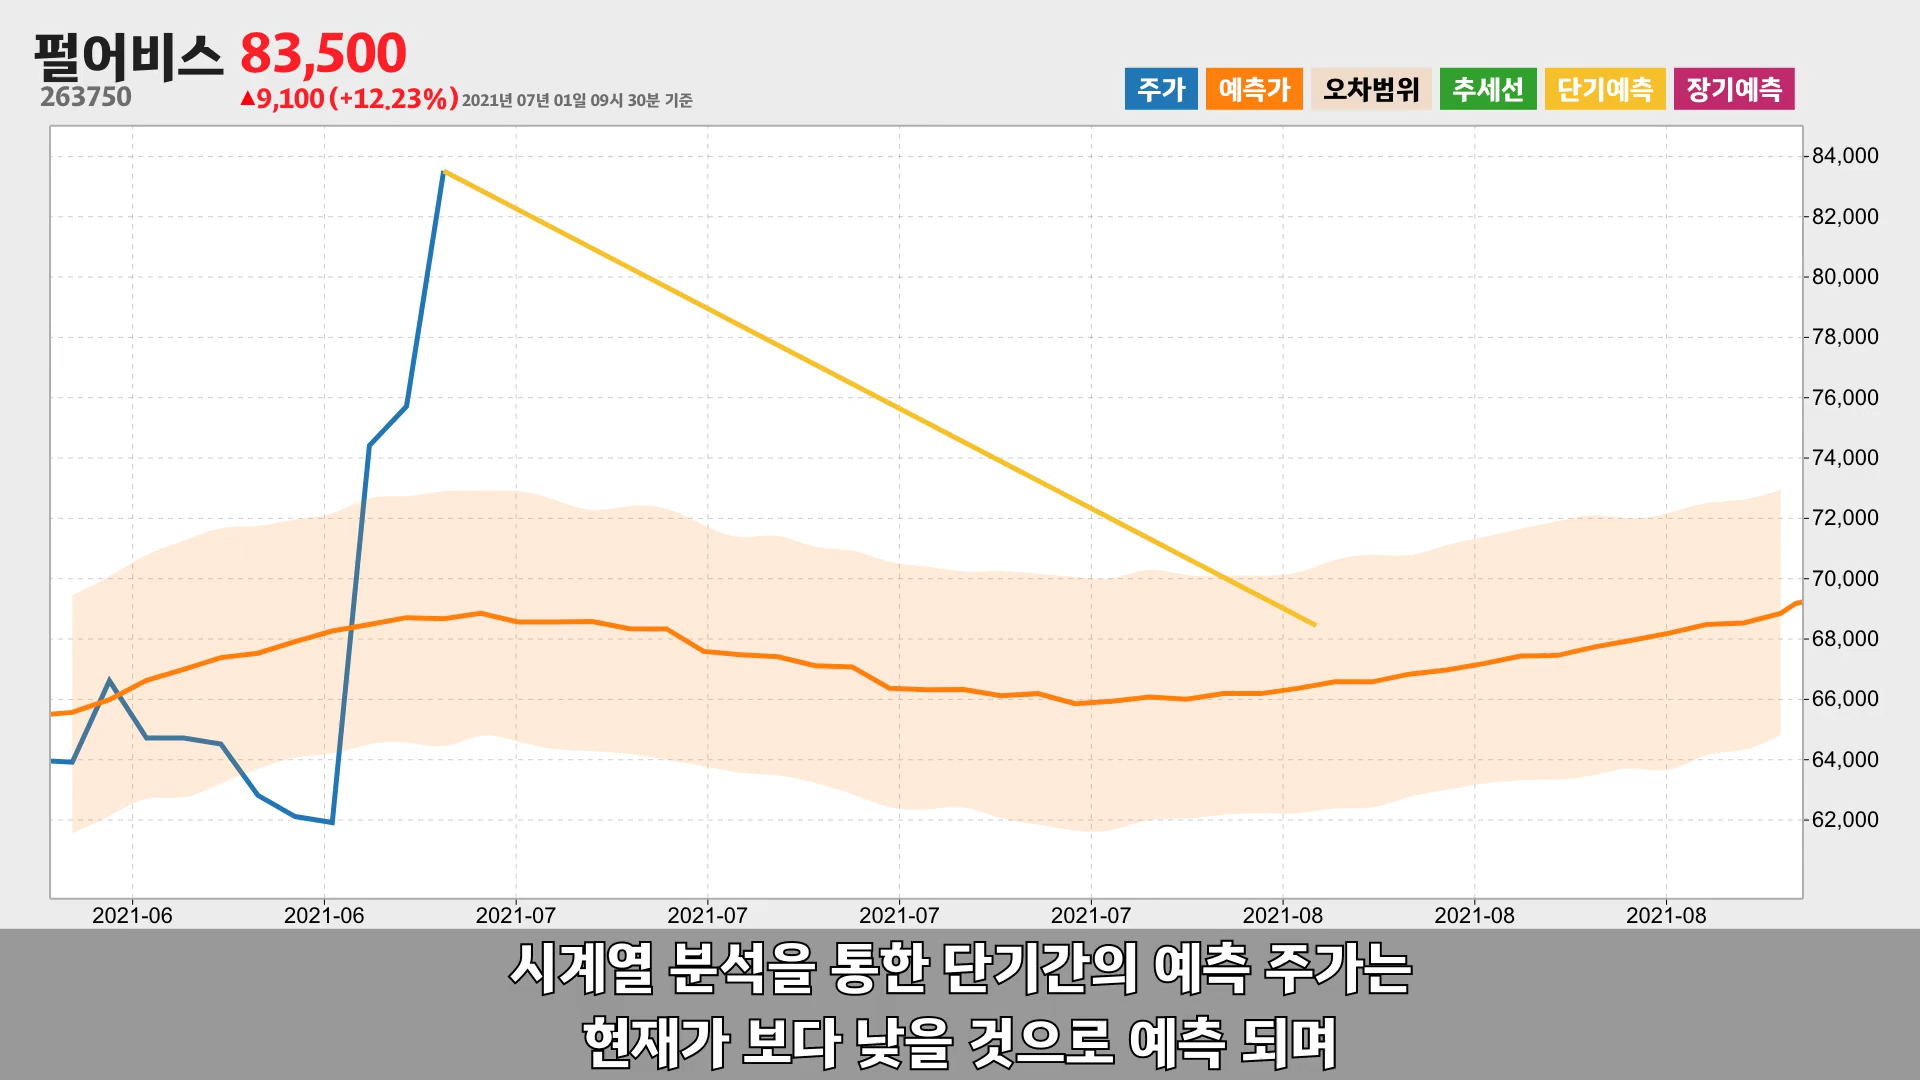 펄어비스 83,500
263750 ▲9,100 (+12.23%) 2021년 07년 01일 09시 30분 기준
주가 예측가 오차범위 추세선 단기예측 장기예측
84,000
82,000
80,000
78,000
76,000
74,000
72,000
70,000
68,000
66,000
64,000
62,000
2021-06 2021-06 2021-07 2021-07 2021-07 2021-07 2021-08 2021-08 2021-08
시계열 분석을 통한 단기간의 예측 주가는
현재가 보다 낮을 것으로 예측 되며